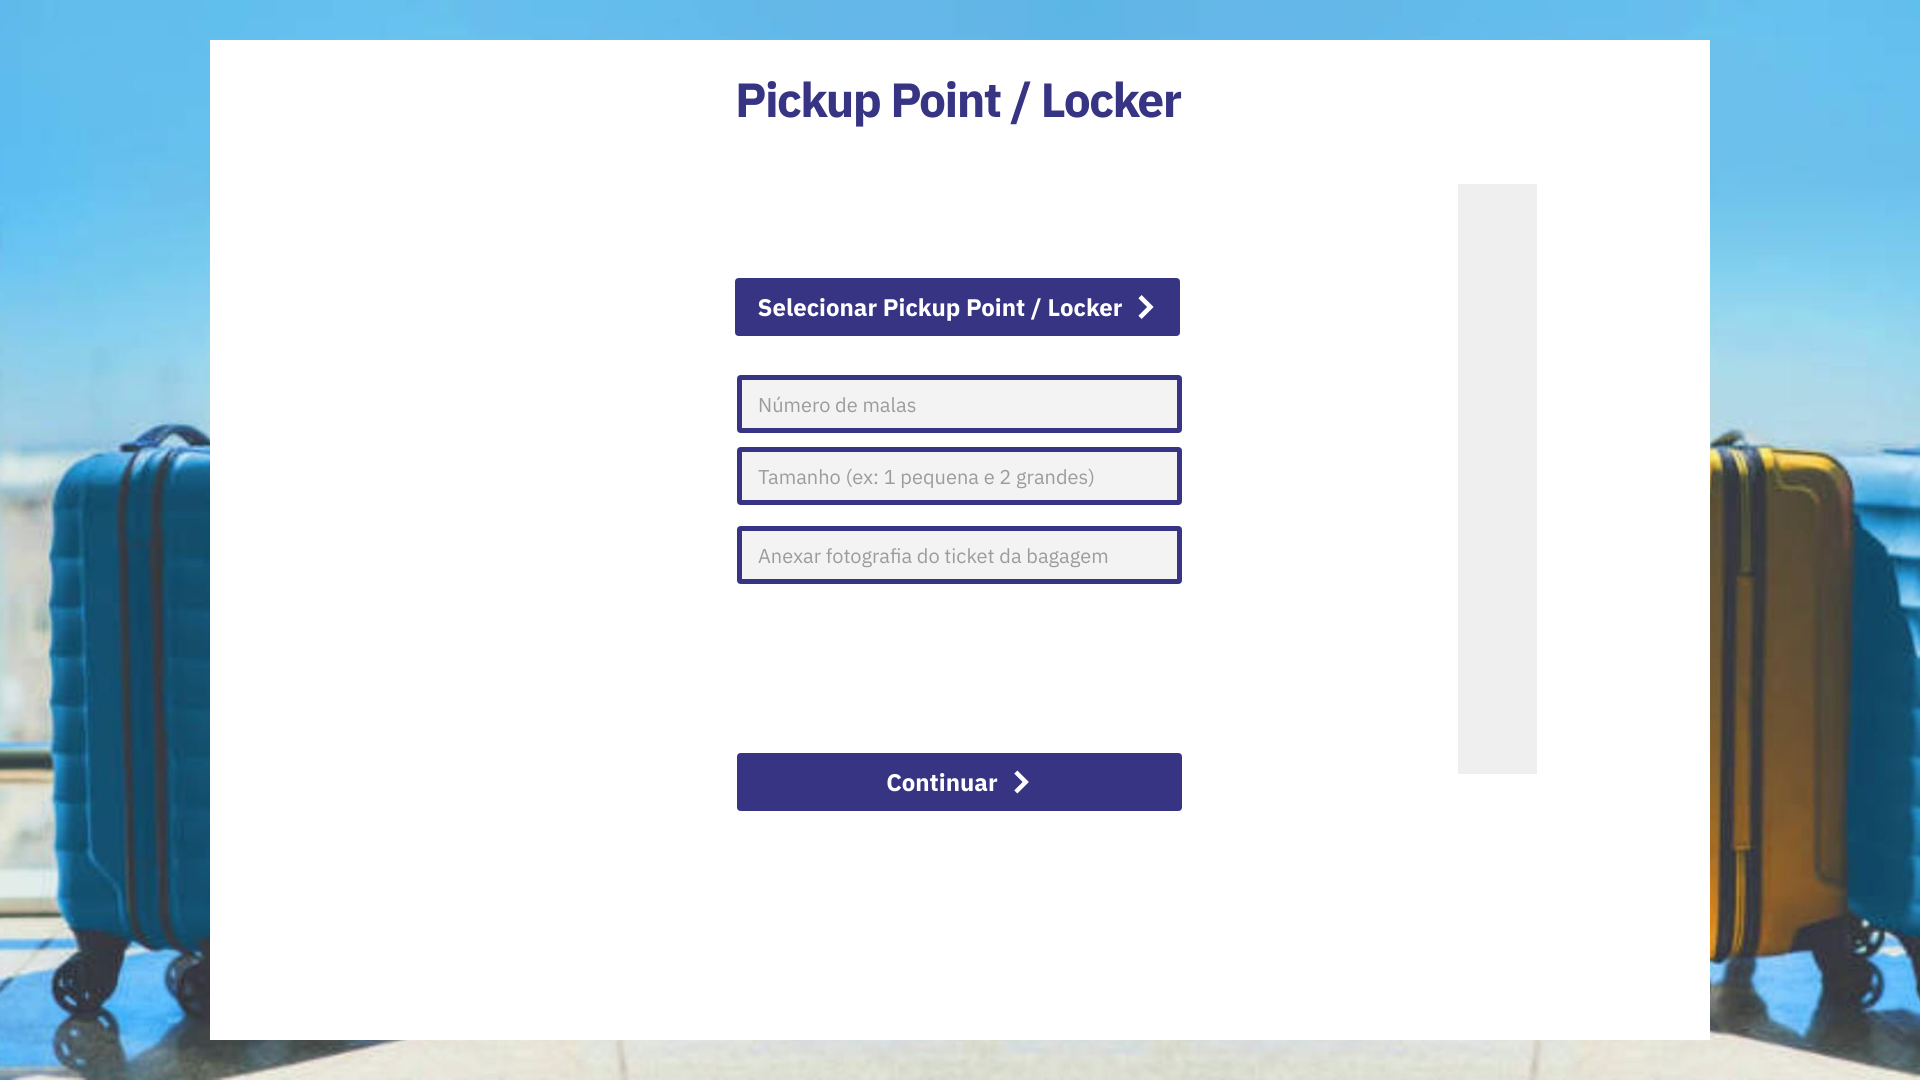 Pickup Point / Locker
Selecionar Pickup Point / Locker
Número de malas
Tamanho (ex: 1 pequena e 2 grandes)
Anexar fotografia do ticket da bagagem
Continuar